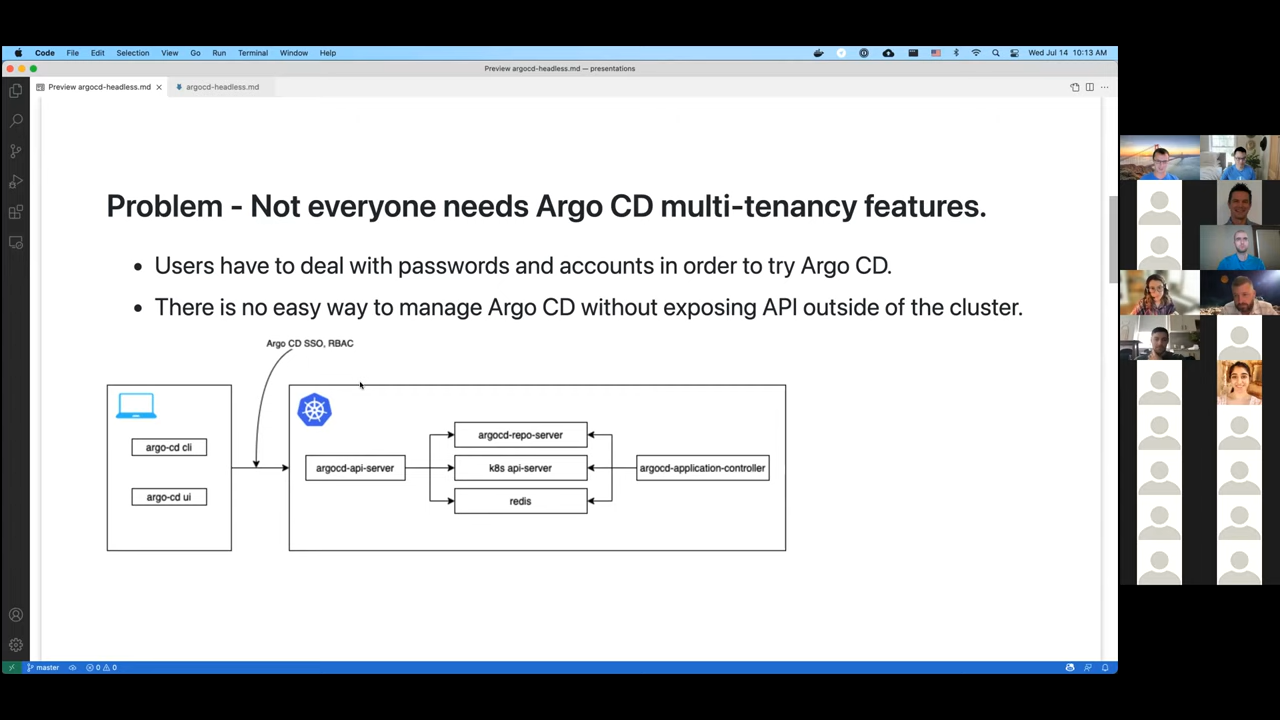 Code File Edit Selection View Go Run Terminal Window Help
Wed Jul 14 10:13 AM
Preview argocd-headless.md — presentations
Preview argocd-headless.md
argocd-headless.md
Problem - Not everyone needs Argo CD multi-tenancy features.
• Users have to deal with passwords and accounts in order to try Argo CD.
• There is no easy way to manage Argo CD without exposing API outside of the cluster.
Argo CD SSO, RBAC
argo-cd cli
argo-cd ui
argocd-api-server
argocd-repo-server
k8s api-server
redis
argocd-application-controller
master
0
0